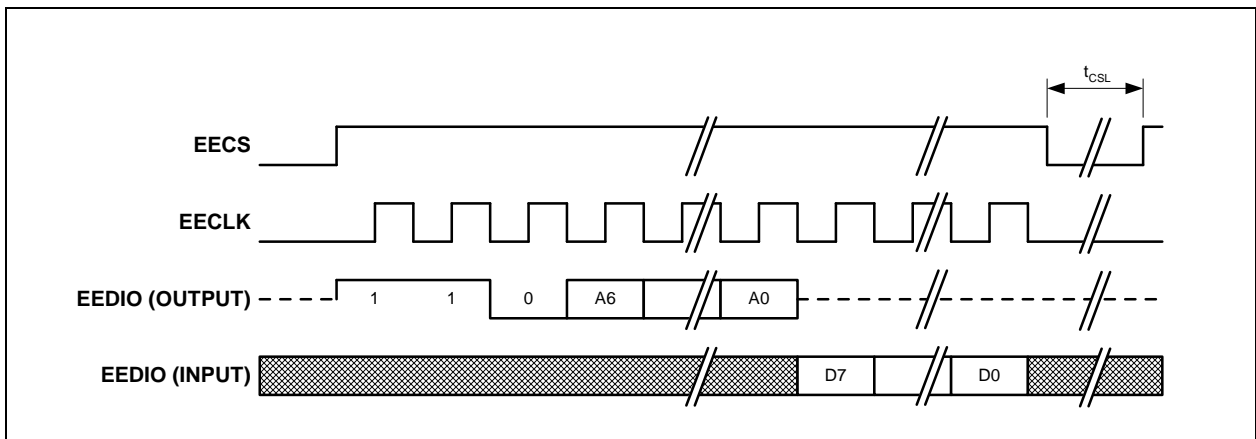 tCSL
EECS
EECLK
EEDIO (OUTPUT)
1 1 0 A6 A0
EEDIO (INPUT)
D7 D0